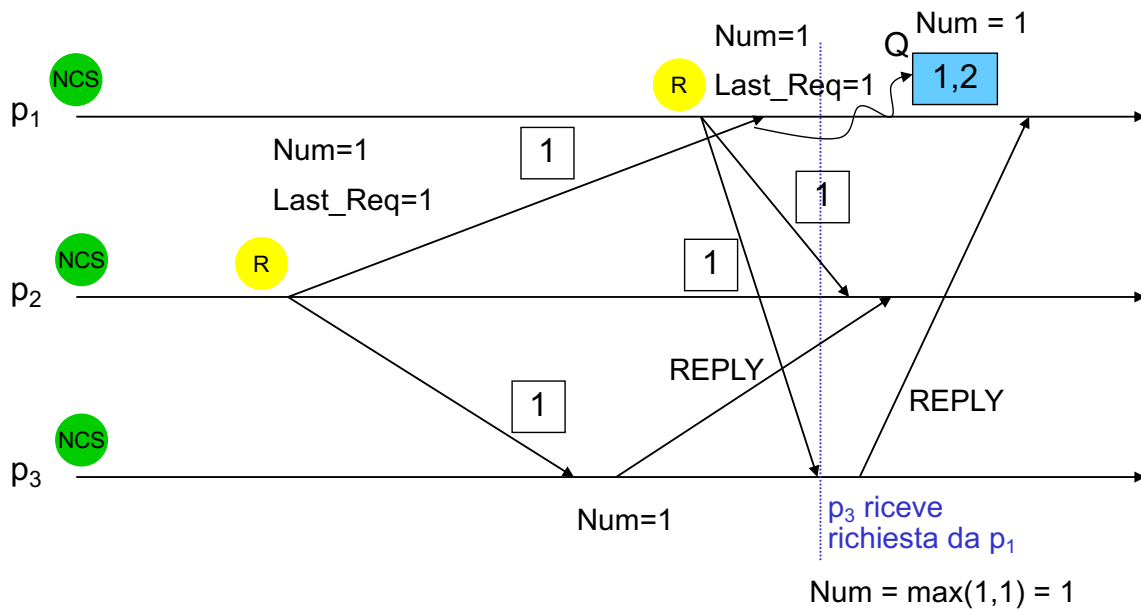 Num = 1
Num=1
Q
NCS
R
Last_Req=1
1,2
p₁
Num=1
1
Last_Req=1
1
NCS
R
1
p₂
REPLY
1
REPLY
NCS
p₃
Num=1
p₃ riceve
richiesta da p₁
Num = max(1,1) = 1